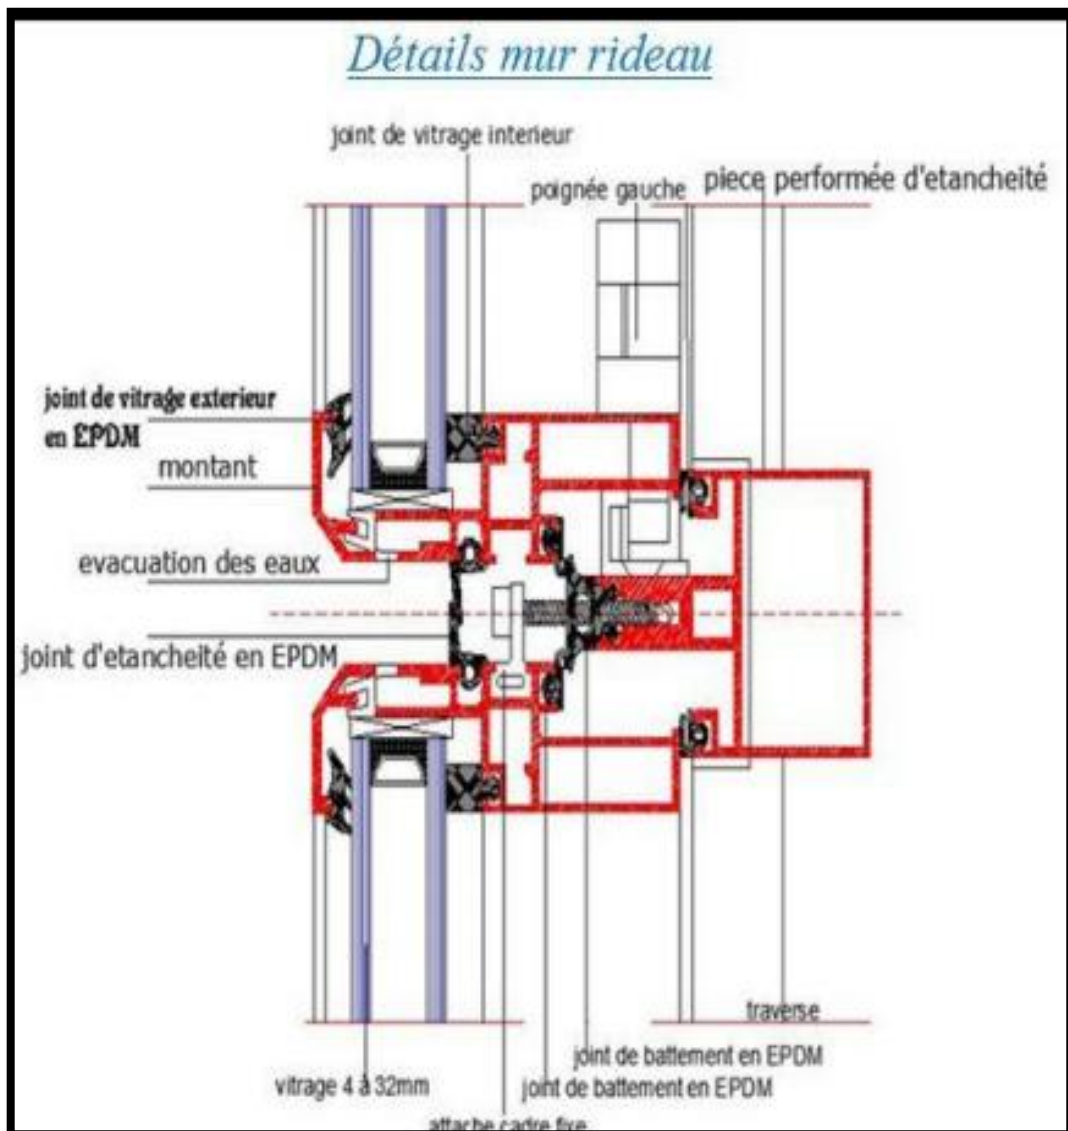 Détails mur rideau
joint de vitrage interieur
poignée gauche
piece performée d'etancheité
joint de vitrage exterieur
en EPDM
montant
evacuation des eaux
joint d'etancheité en EPDM
traverse
joint de battement en EPDM
vitrage 4 à 32mm
joint de battement en EPDM
attache cadre fixe